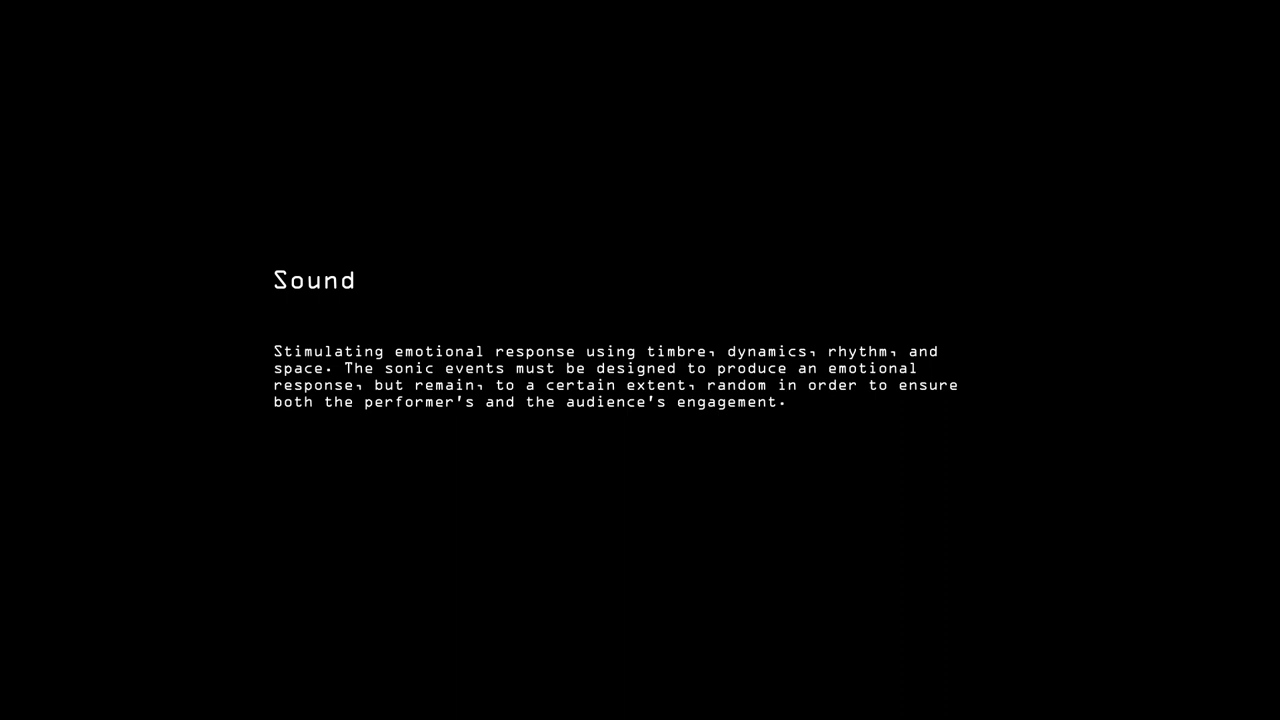 Sound
Stimulating emotional response using timbre, dynamics, rhythm, and
space. The sonic events must be designed to produce an emotional
response, but remain, to a certain extent, random in order to ensure
both the performer's and the audience's engagement.